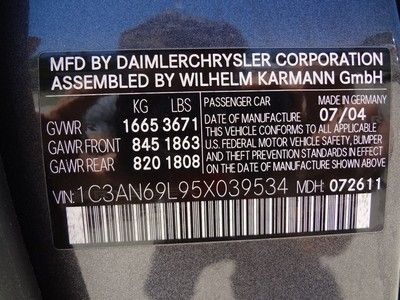 MFD BY DAIMLERCHRYSLER CORPORATION
ASSEMBLED BY WILHELM KARMANN GmbH
KG LBS
GVWR 1665 3671
GAWR FRONT 845 1863
GAWR REAR 820 1808
PASSENGER CAR MADE IN GERMANY
DATE OF MANUFACTURE 07/04
THIS VEHICLE CONFORMS TO ALL APPLICABLE
U.S. FEDERAL MOTOR VEHICLE SAFETY, BUMPER
AND THEFT PREVENTION STANDARDS IN EFFECT
ON THE DATE OF MANUFACTURE SHOWN ABOVE
VIN: 1C3AN69L95X039534 MDH: 072611